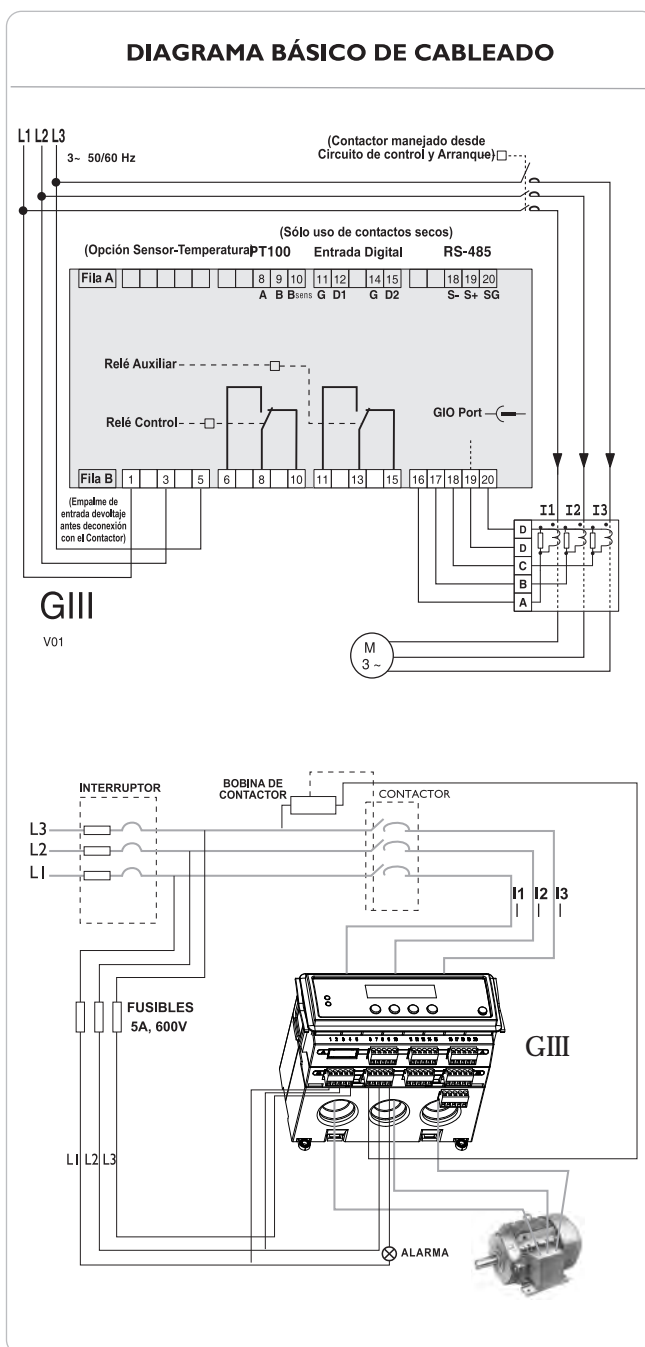 DIAGRAMA BÁSICO DE CABLEADO
L1 L2 L3
3~ 50/60 Hz
(Contactor manejado desde
Circuito de control y Arranque)
(Sólo uso de contactos secos)
(Opción Sensor-Temperatura PT100 Entrada Digital RS-485
Fila A 8 9 10 11 12 14 15 18 19 20
A B Bsens G D1 G D2 S- S+ SG
Relé Auxiliar
Relé Control
GIO Port
Fila B 1 3 5 6 8 10 11 13 15 16 17 18 19 20
(Empalme de
entrada devoltaje
antes deconexión
con el Contactor)
I1 I2 I3
D
D
C
B
A
GIII
V01
M
3 ~
INTERRUPTOR
BOBINA DE
CONTACTOR
CONTACTOR
L3
L2
L1
I1 I2 I3
FUSIBLES
5A, 600V
GIII
L1 L2 L3
ALARMA